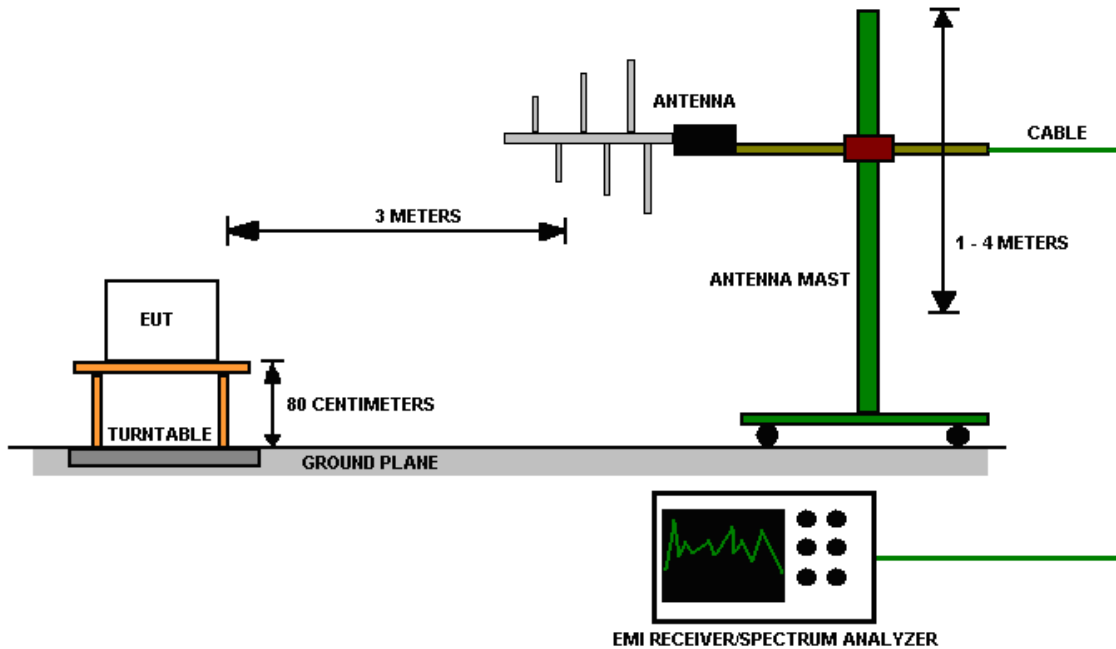 ANTENNA
CABLE
3 METERS
1 - 4 METERS
ANTENNA MAST
EUT
80 CENTIMETERS
TURNTABLE
GROUND PLANE
EMI RECEIVER/SPECTRUM ANALYZER